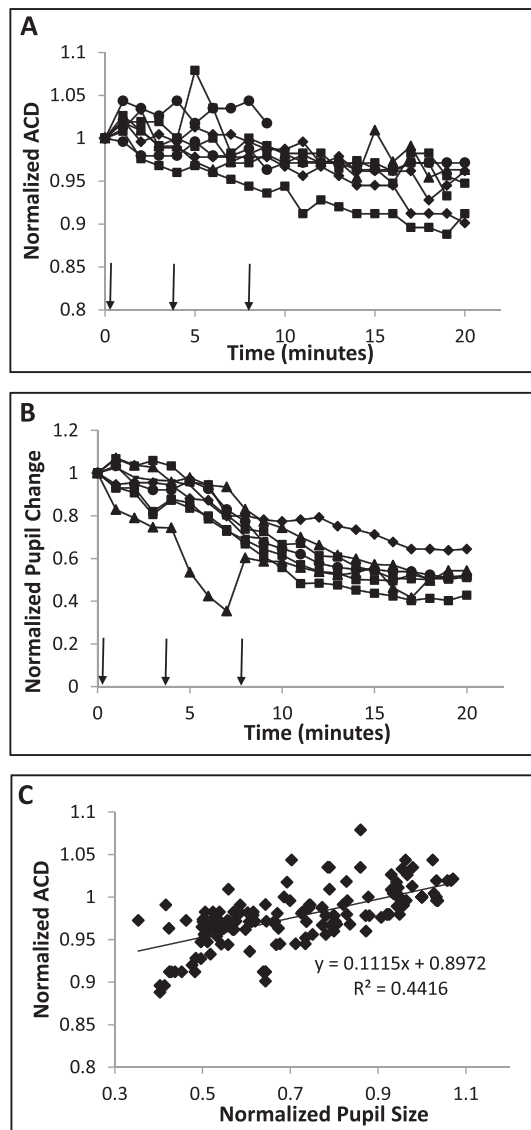 A
Normalized ACD
1.1
1.05
1
0.95
0.9
0.85
0.8
0 5 10 15 20
Time (minutes)
B
Normalized Pupil Change
1.2
1
0.8
0.6
0.4
0.2
0
0 5 10 15 20
Time (minutes)
C
Normalized ACD
1.1
1.05
1
0.95
0.9
0.85
0.8
y = 0.1115x + 0.8972
R² = 0.4416
0.3 0.5 0.7 0.9 1.1
Normalized Pupil Size